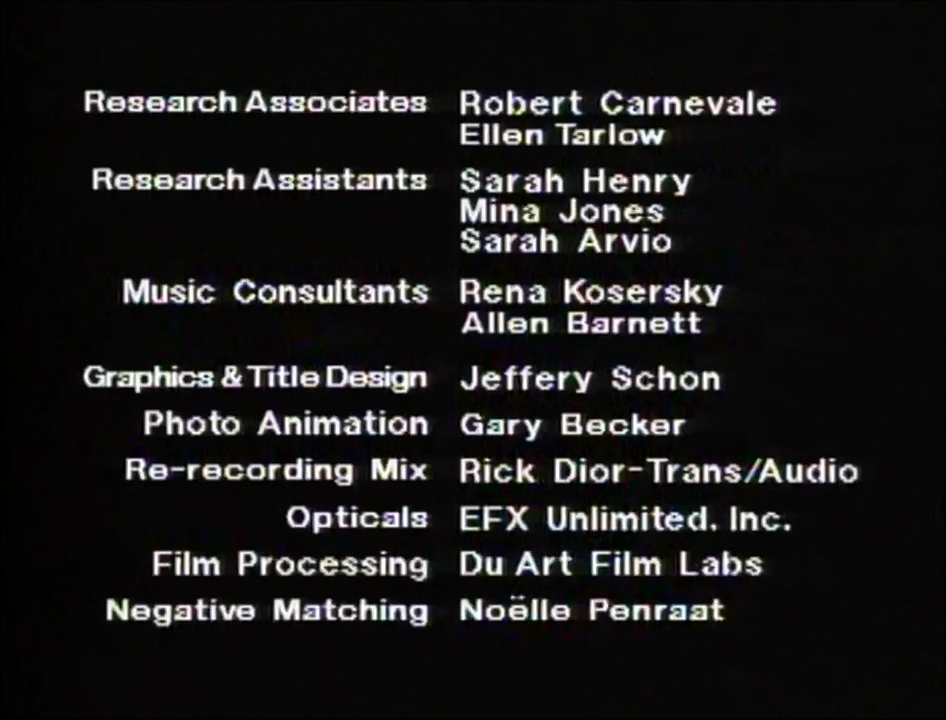 Research Associates Robert Carnevale
Ellen Tarlow
Research Assistants Sarah Henry
Mina Jones
Sarah Arvio
Music Consultants Rena Kosersky
Allen Barnett
Graphics & Title Design Jeffery Schon
Photo Animation Gary Becker
Re-recording Mix Rick Dior-Trans/Audio
Opticals EFX Unlimited, Inc.
Film Processing Du Art Film Labs
Negative Matching Noëlle Penraat